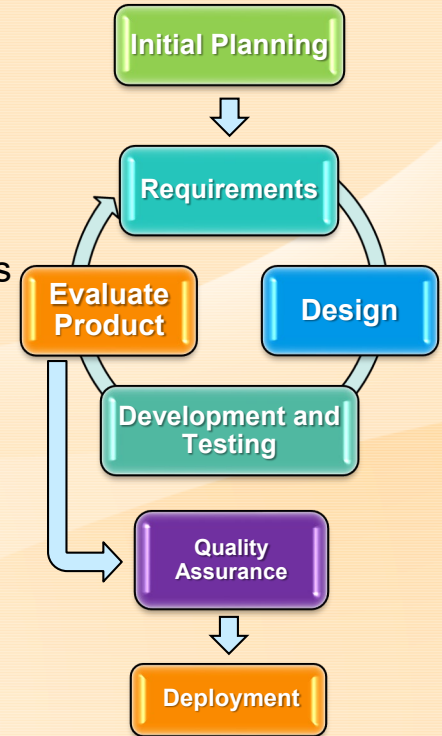 Initial Planning
Requirements
s
Evaluate
Product
Design
Development and
Testing
Quality
Assurance
Deployment